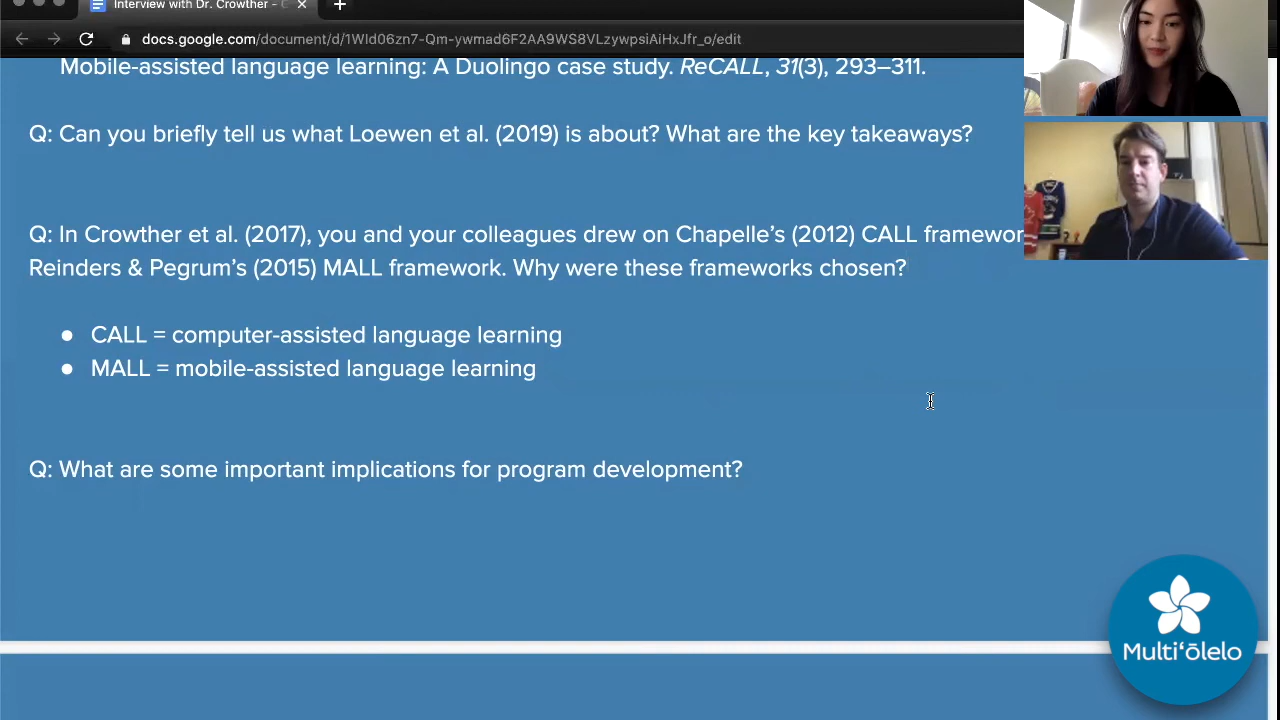 Interview with Dr. Crowther - C
docs.google.com/document/d/1WId06zn7-Qm-ywmad6F2AA9WS8VLzywpsiAiHxJfr_o/edit
Mobile-assisted language learning: A Duolingo case study. ReCALL, 31(3), 293–311.
Q: Can you briefly tell us what Loewen et al. (2019) is about? What are the key takeaways?
Q: In Crowther et al. (2017), you and your colleagues drew on Chapelle’s (2012) CALL framewor
Reinders & Pegrum’s (2015) MALL framework. Why were these frameworks chosen?
● CALL = computer-assisted language learning
● MALL = mobile-assisted language learning
Q: What are some important implications for program development?
Multiʻōlelo